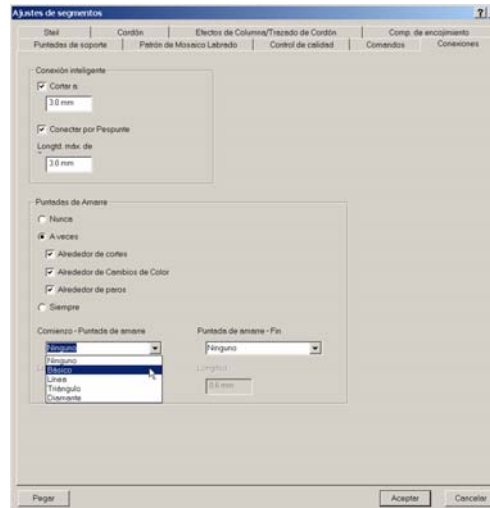 Ajustes de segmentos
Steil Cordón Efectos de Columna/Trazado de Cordón Comp. de encojimiento
Puntadas de soporte Patrón de Mosaico Labrado Control de calidad Comandos Conexiones
Conexión inteligente
Cortar a
3.0 mm
Conectar por Pespunte
Longtd. máx. de
3.0 mm
Puntadas de Amarre
Nunca
A veces
Alrededor de cortes
Alrededor de Cambios de Color
Alrededor de paros
Siempre
Comienzo - Puntada de amarre Puntada de amarre - Fin
Ninguno Ninguno
Ninguno
Básico Longitud
Línea 0.6 mm
Triángulo
Diamante
Pegar Aceptar Cancelar